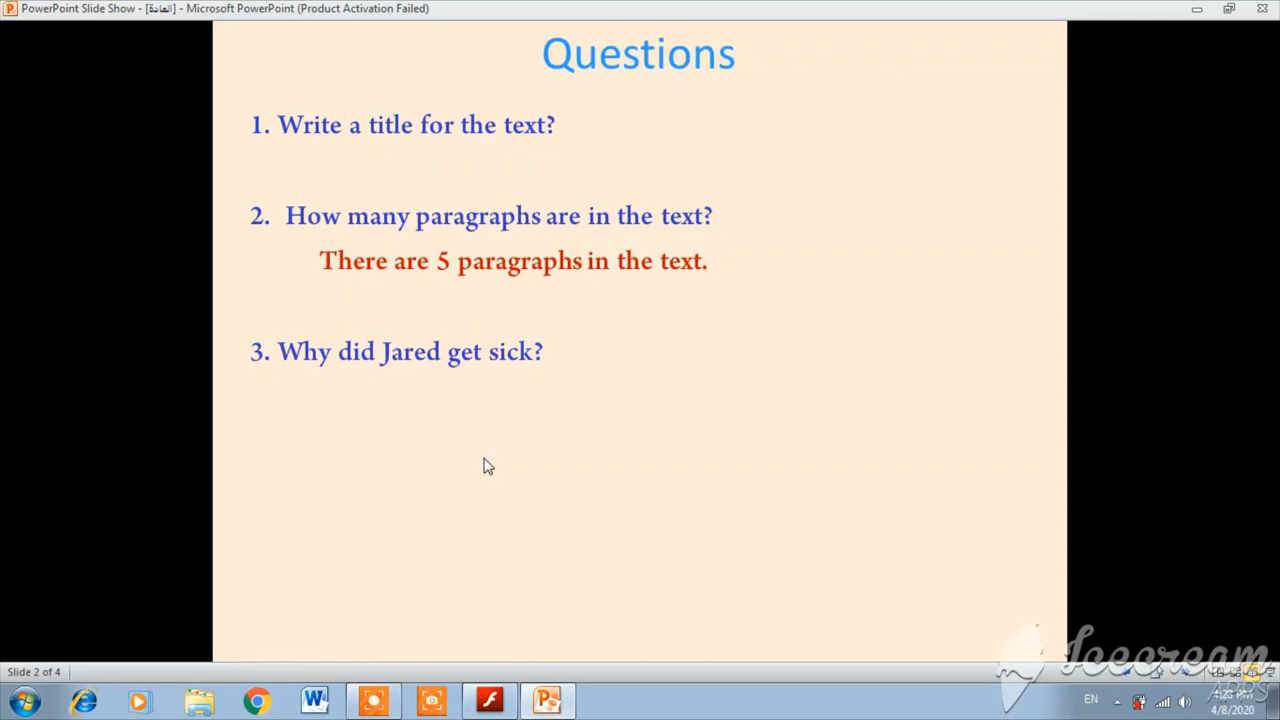 PowerPoint Slide Show - [المادة] - Microsoft PowerPoint (Product Activation Failed)
Questions
1. Write a title for the text?
2. How many paragraphs are in the text?
There are 5 paragraphs in the text.
3. Why did Jared get sick?
Slide 2 of 4
Icecream
APPS
EN
4/8/2020